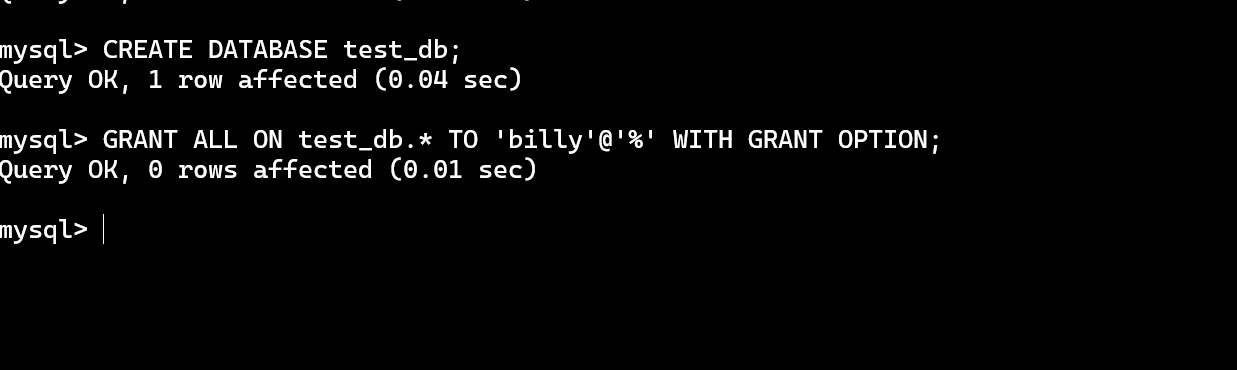 mysql> CREATE DATABASE test_db;
Query OK, 1 row affected (0.04 sec)
mysql> GRANT ALL ON test_db.* TO 'billy'@'%' WITH GRANT OPTION;
Query OK, 0 rows affected (0.01 sec)
mysql>